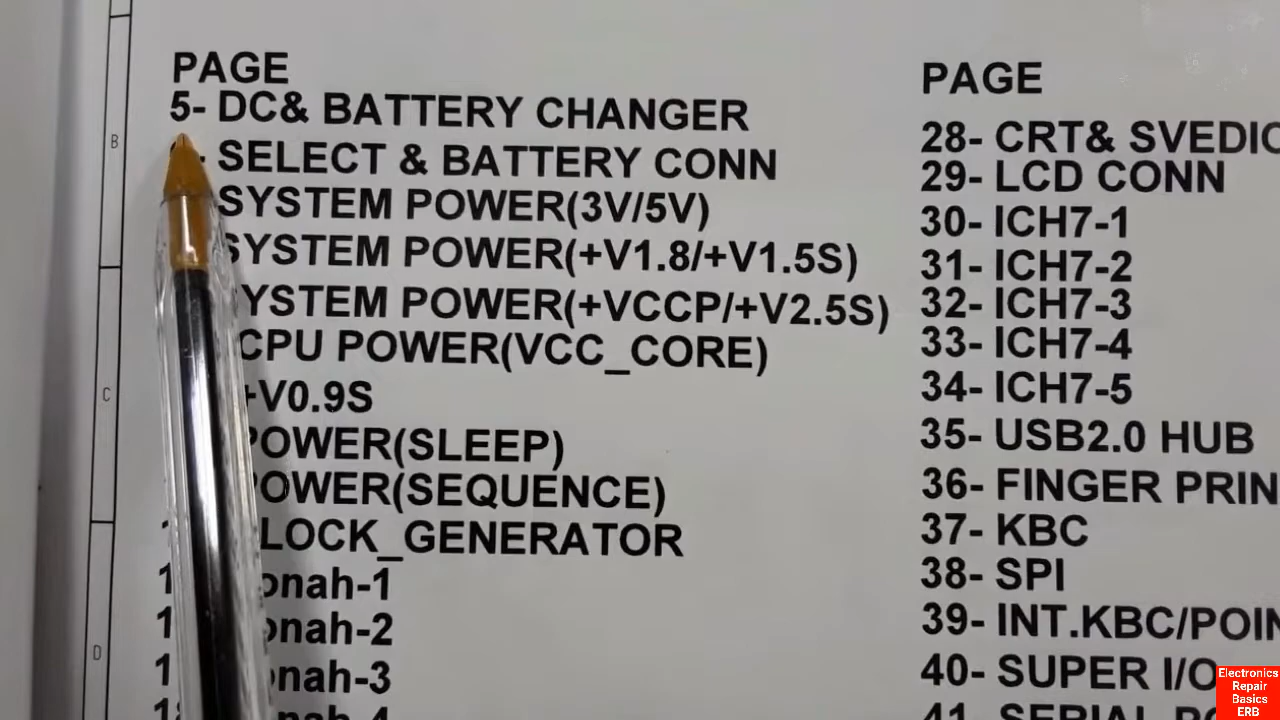 PAGE
5- DC& BATTERY CHANGER
- SELECT & BATTERY CONN
SYSTEM POWER(3V/5V)
SYSTEM POWER(+V1.8/+V1.5S)
YSTEM POWER(+VCCP/+V2.5S)
CPU POWER(VCC_CORE)
+V0.9S
POWER(SLEEP)
POWER(SEQUENCE)
LOCK_GENERATOR
onah-1
onah-2
onah-3
PAGE
28- CRT& SVEDIO
29- LCD CONN
30- ICH7-1
31- ICH7-2
32- ICH7-3
33- ICH7-4
34- ICH7-5
35- USB2.0 HUB
36- FINGER PRIN
37- KBC
38- SPI
39- INT.KBC/POIN
40- SUPER I/O
41- SERIAL PO
B
C
D
Electronics
Repair
Basics
ERB